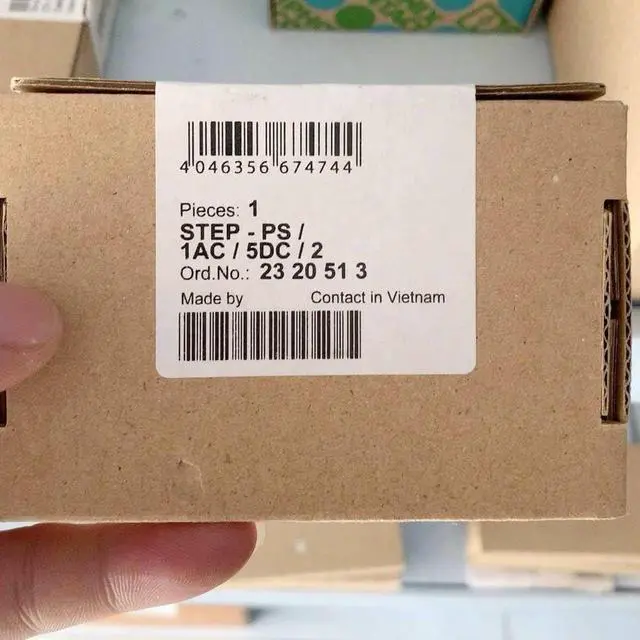 4 046356 674744
Pieces: 1
STEP - PS /
1AC / 5DC / 2
Ord.No.: 23 20 51 3
Made by Contact in Vietnam